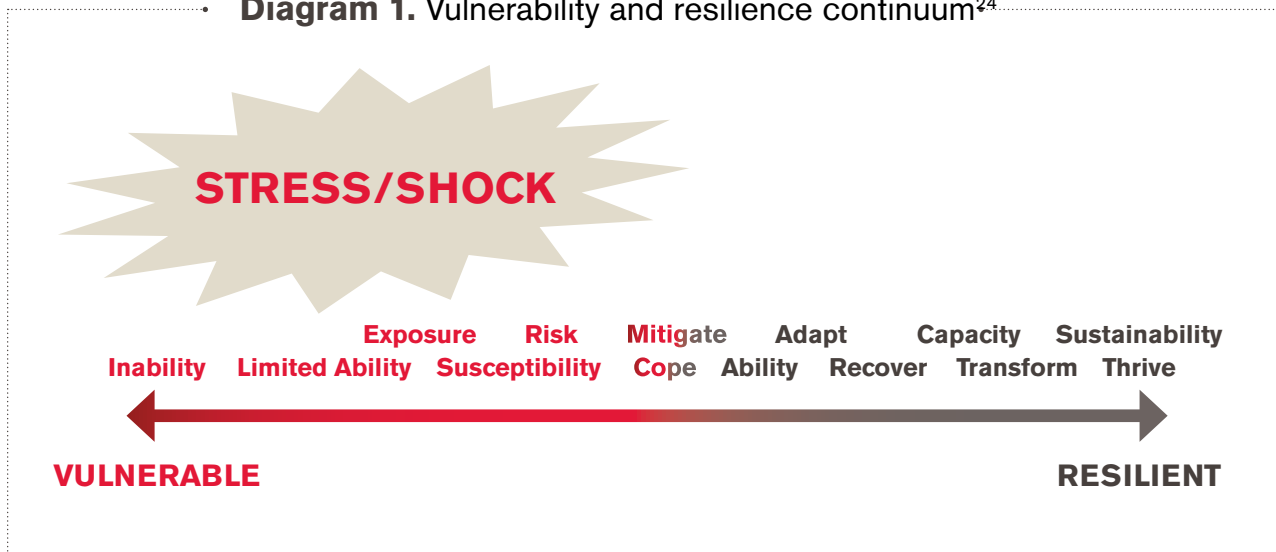 Diagram 1. Vulnerability and resilience continuum²⁴
STRESS/SHOCK
Exposure Risk Mitigate Adapt Capacity Sustainability
Inability Limited Ability Susceptibility Cope Ability Recover Transform Thrive
VULNERABLE RESILIENT